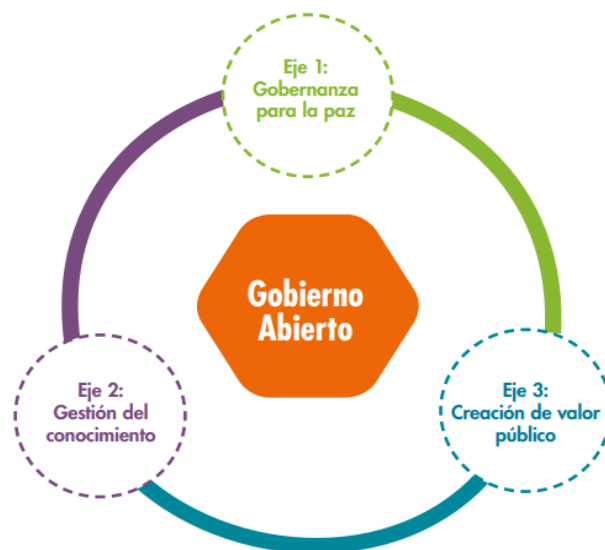 Eje 1:
Gobernanza
para la paz
Gobierno
Abierto
Eje 2:
Gestión del
conocimiento
Eje 3:
Creación de valor
público